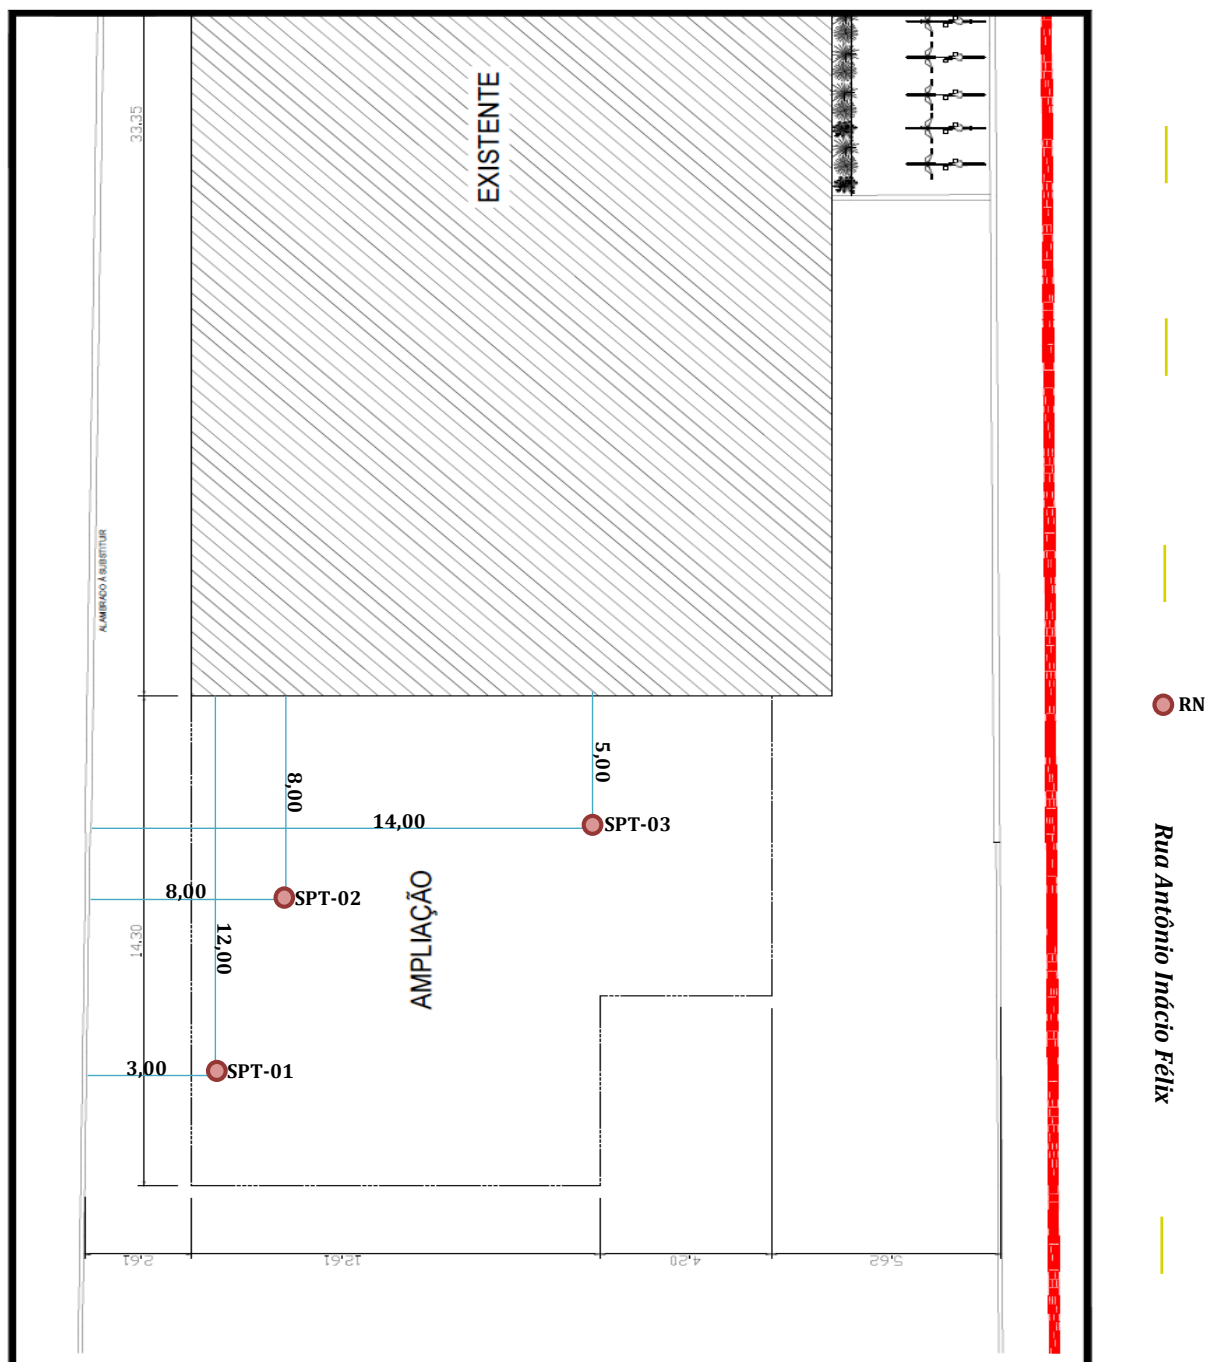 33,35
EXISTENTE
ALAMBRADO À SUBSTITUIR
RN
5,00
8,00
14,00
SPT-03
8,00
SPT-02
12,00
14,30
AMPLIAÇÃO
Rua Antônio Inácio Félix
3,00
SPT-01
2,61
12,61
4,20
5,62